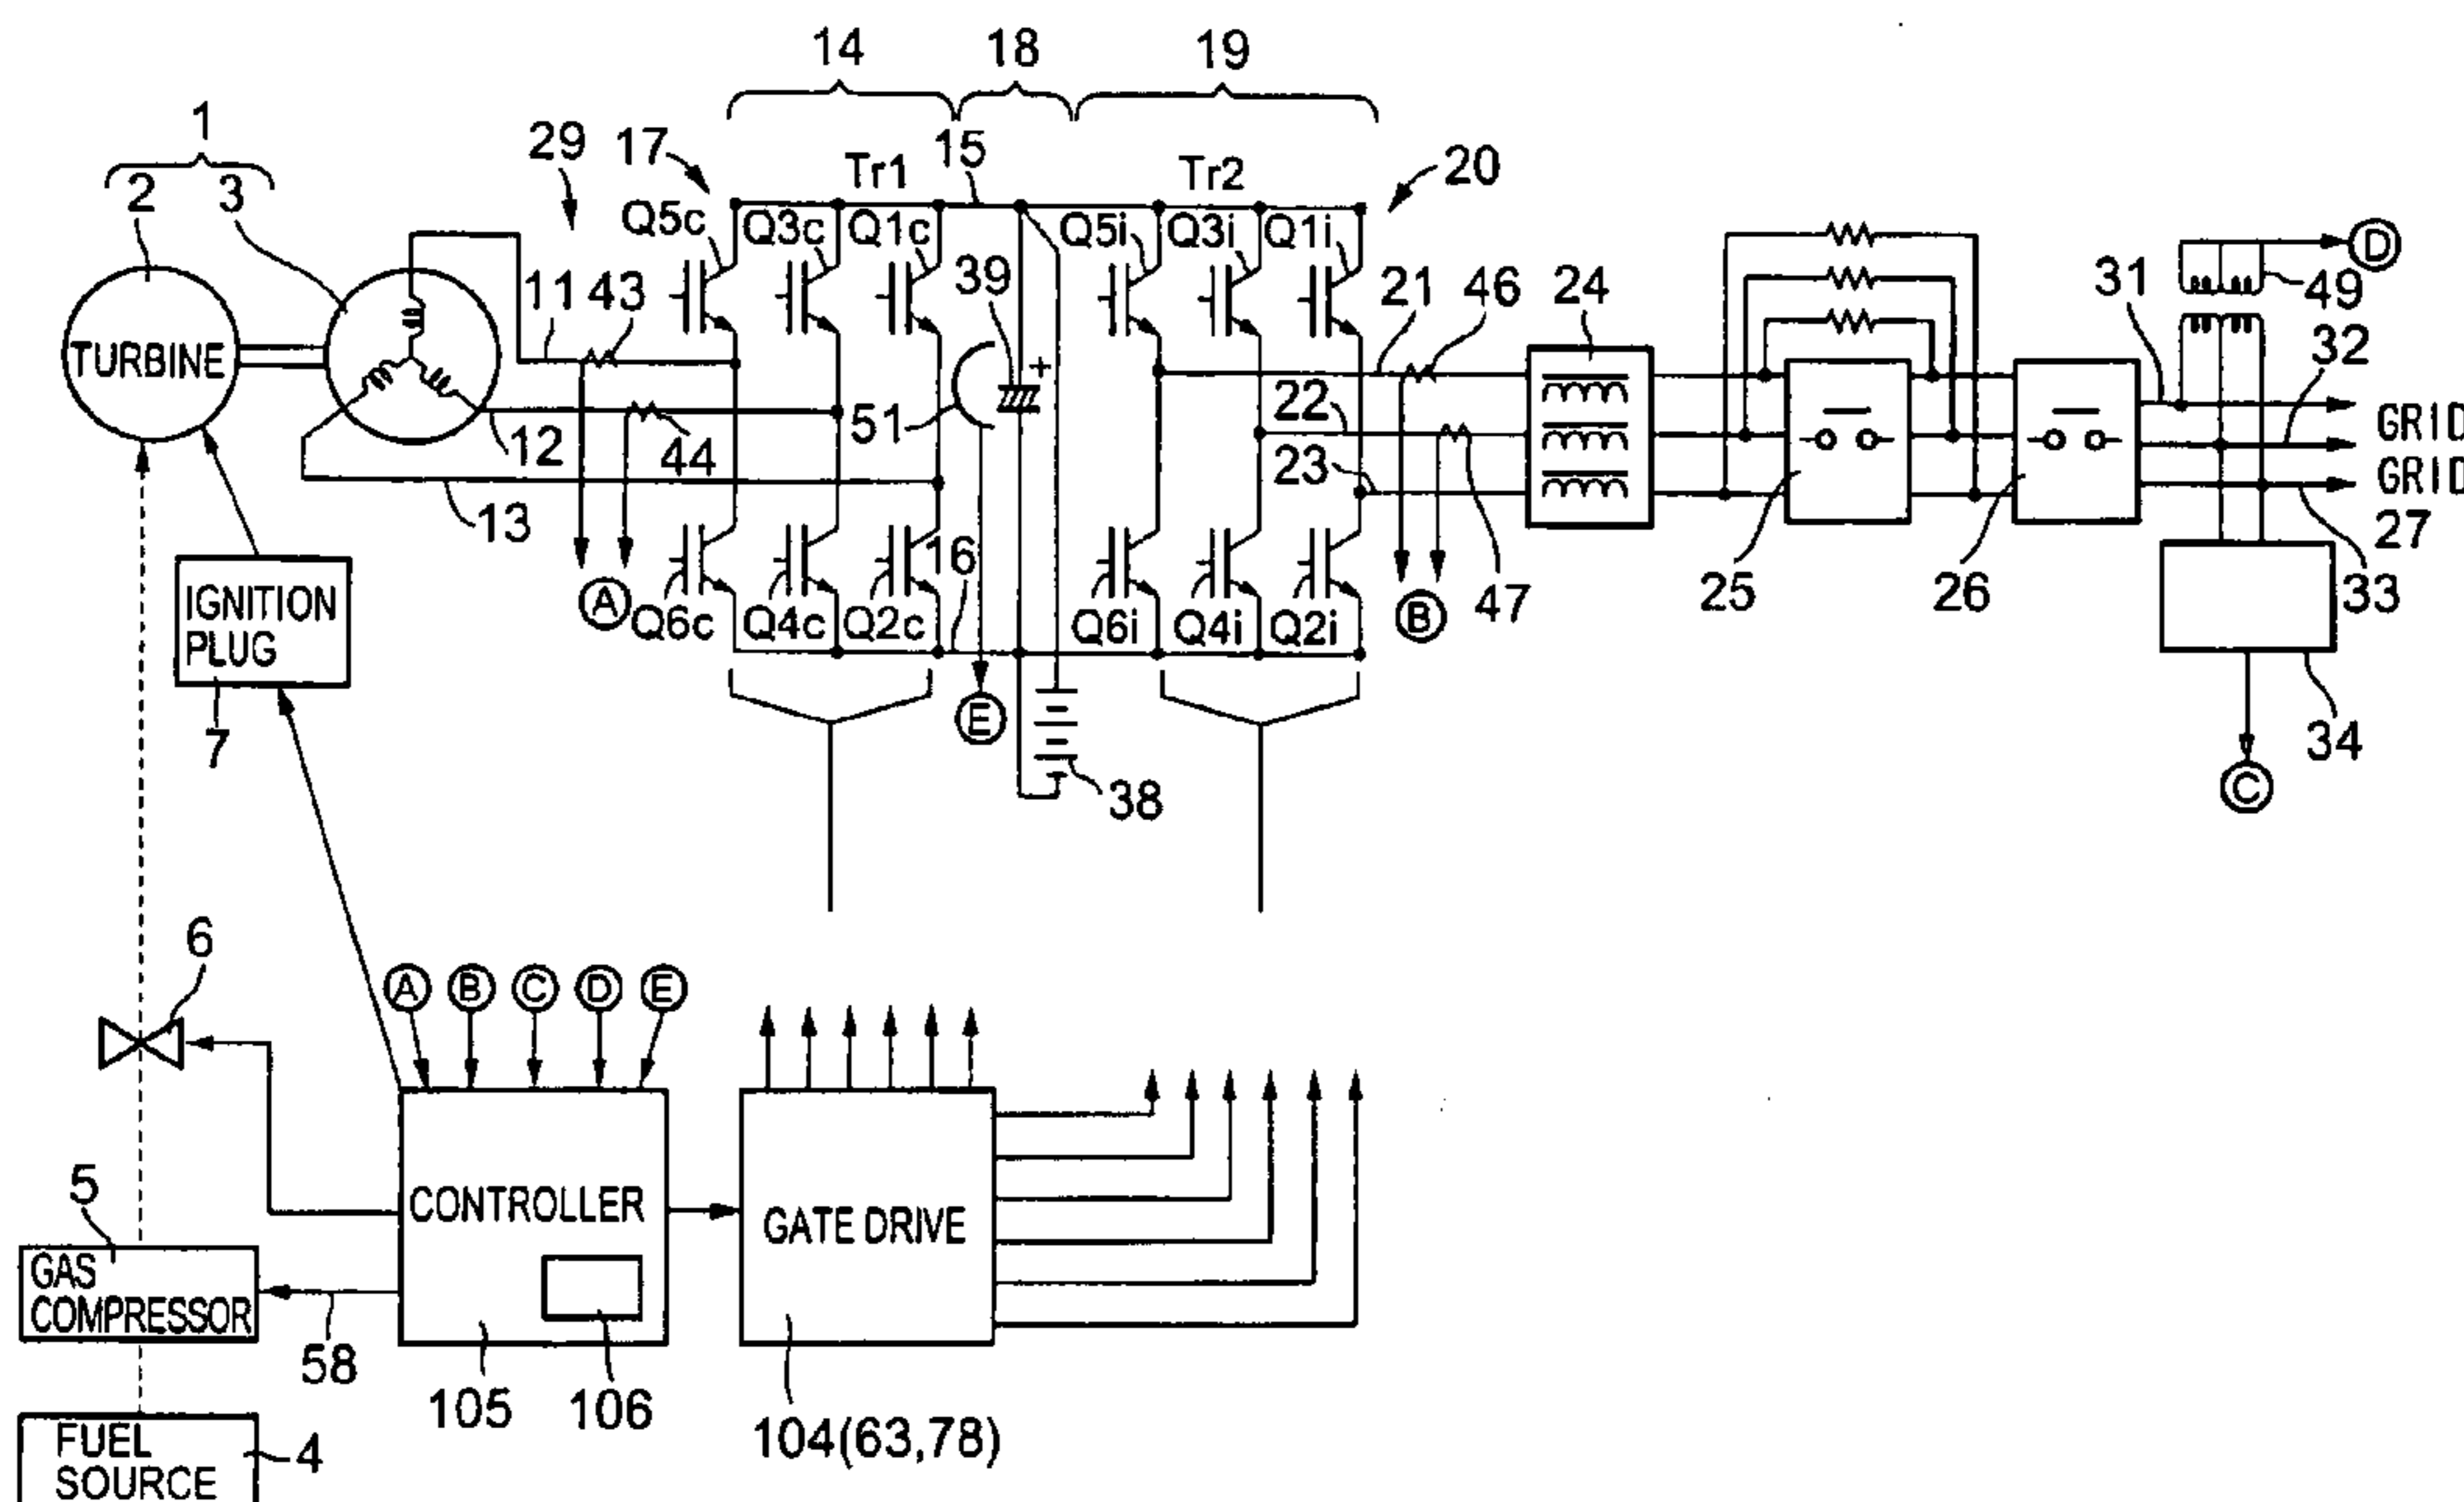 14 18 19
1
29 17 15 20
2 3 Tr1 Tr2
Q5c Q3c Q1c Q5i Q3i Q1i D
11 43 39 21 46 24 31 49
TURBINE + 32
51 22 GRID
12 44 23 GRID
13 16 27
IGNITION
PLUG
A Q6c Q4c Q2c Q6i Q4i Q2i B 47 25 26 33
7 E 38 34
C
6
A B C D E
5 CONTROLLER GATE DRIVE
GAS
COMPRESSOR
58
105 106 104(63,78)
FUEL
SOURCE
4